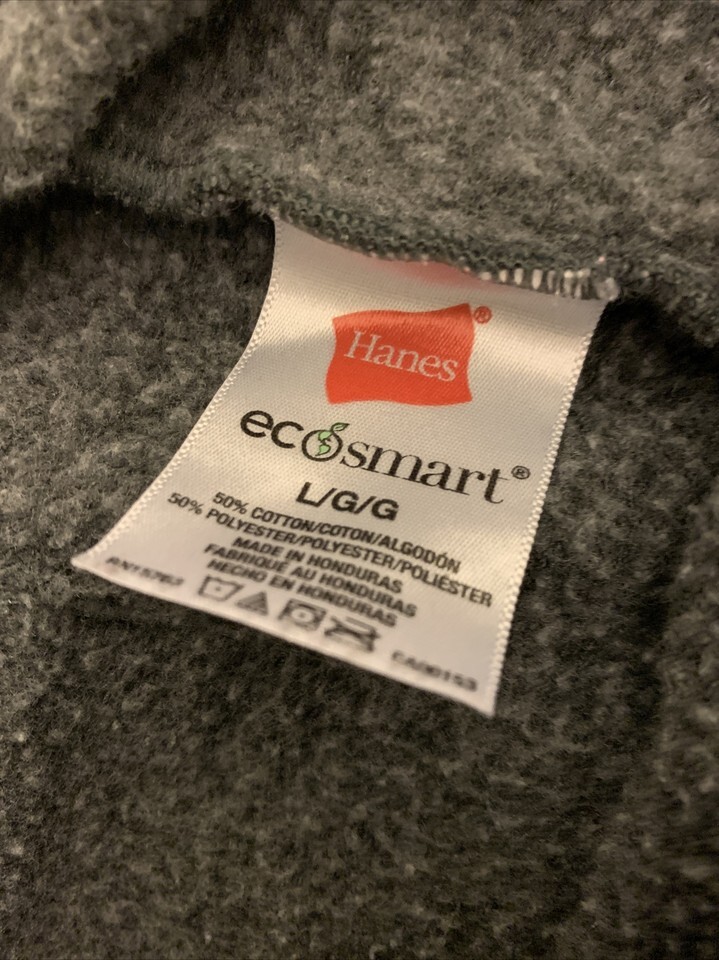 Hanes®
ecosmart®
L/G/G
50% COTTON/COTON/ALGODÓN
50% POLYESTER/POLYESTER/POLIÉSTER
MADE IN HONDURAS
FABRIQUÉ AU HONDURAS
HECHO EN HONDURAS
RN15763